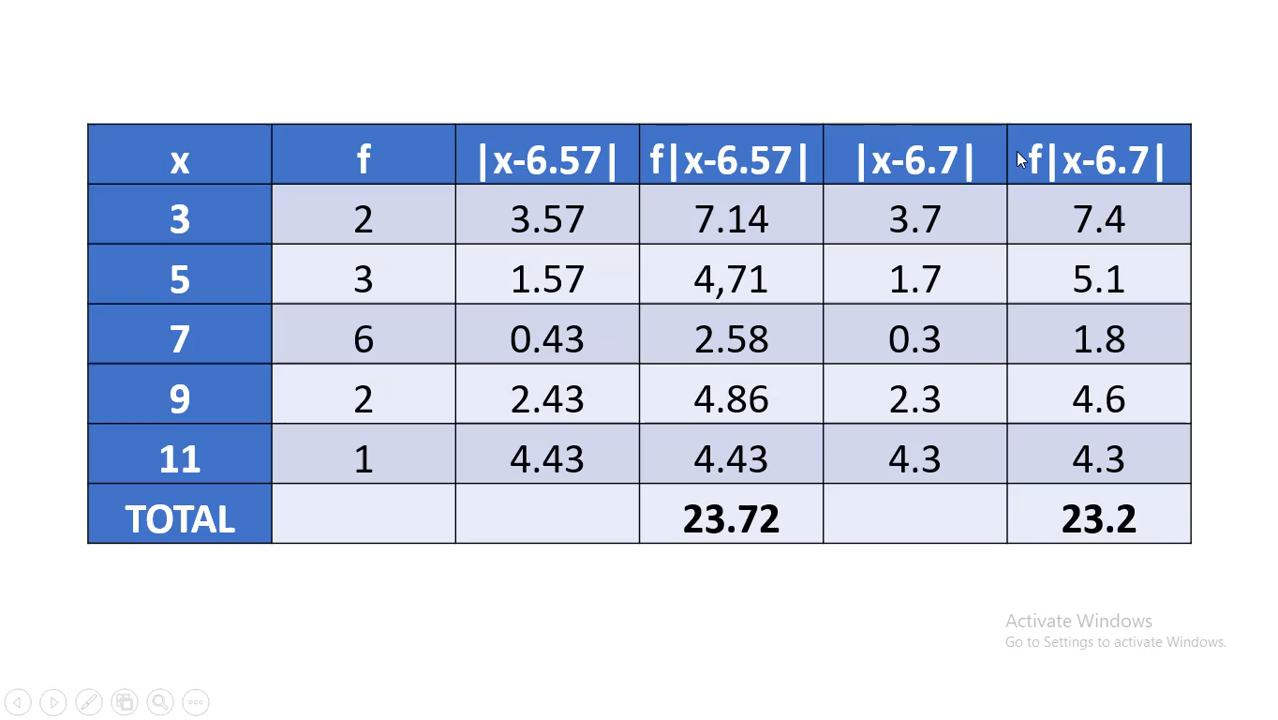 x f |x-6.57| f|x-6.57| |x-6.7| f|x-6.7|
3 2 3.57 7.14 3.7 7.4
5 3 1.57 4,71 1.7 5.1
7 6 0.43 2.58 0.3 1.8
9 2 2.43 4.86 2.3 4.6
11 1 4.43 4.43 4.3 4.3
TOTAL 23.72 23.2
Activate Windows
Go to Settings to activate Windows.